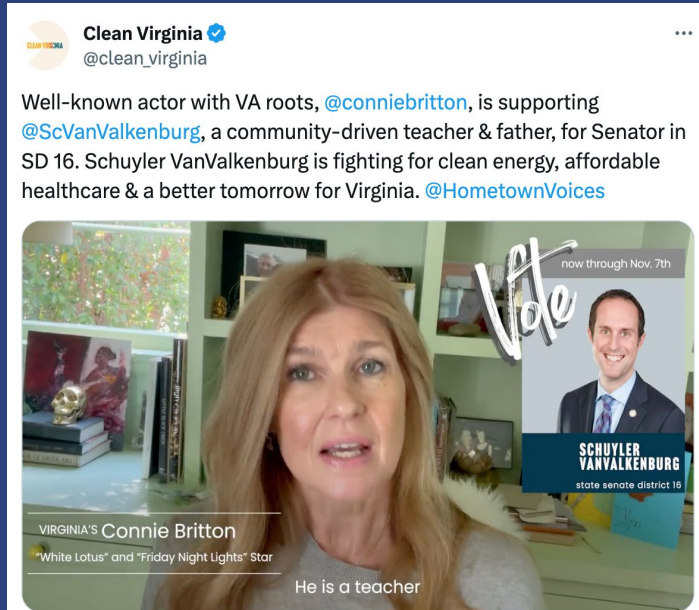 Clean Virginia
@clean_virginia
CLEAN VIRGINIA
Well-known actor with VA roots, @conniebritton, is supporting
@ScVanValkenburg, a community-driven teacher & father, for Senator in
SD 16. Schuyler VanValkenburg is fighting for clean energy, affordable
healthcare & a better tomorrow for Virginia. @HometownVoices
Vote
now through Nov. 7th
SCHUYLER
VANVALKENBURG
state senate district 16
VIRGINIA'S Connie Britton
"White Lotus" and "Friday Night Lights" Star
He is a teacher